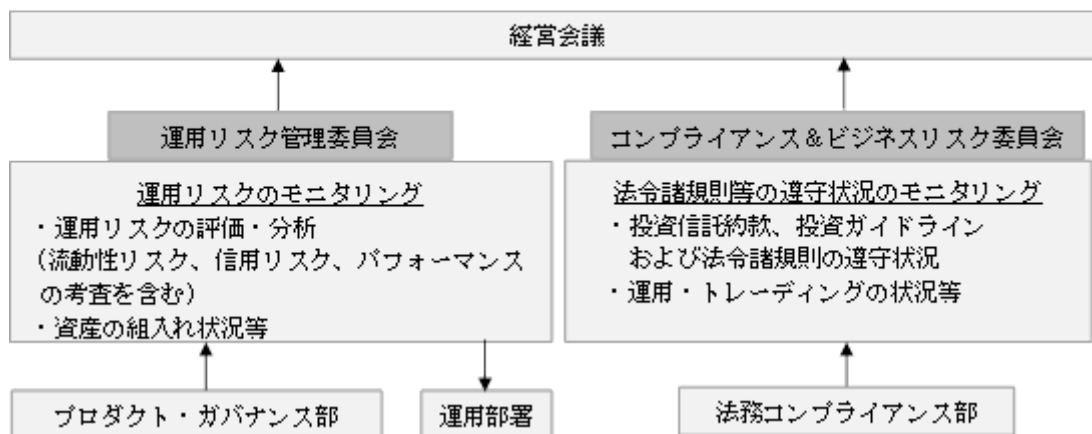 経営会議
運用リスク管理委員会
運用リスクのモニタリング
・運用リスクの評価・分析
(流動性リスク、信用リスク、パフォーマンス
の考査を含む)
・資産の組入れ状況等
プロダクト・ガバナンス部
運用部署
コンプライアンス&ビジネスリスク委員会
法令諸規則等の遵守状況のモニタリング
・投資信託約款、投資ガイドライン
および法令諸規則の遵守状況
・運用・トレーディングの状況等
法務コンプライアンス部